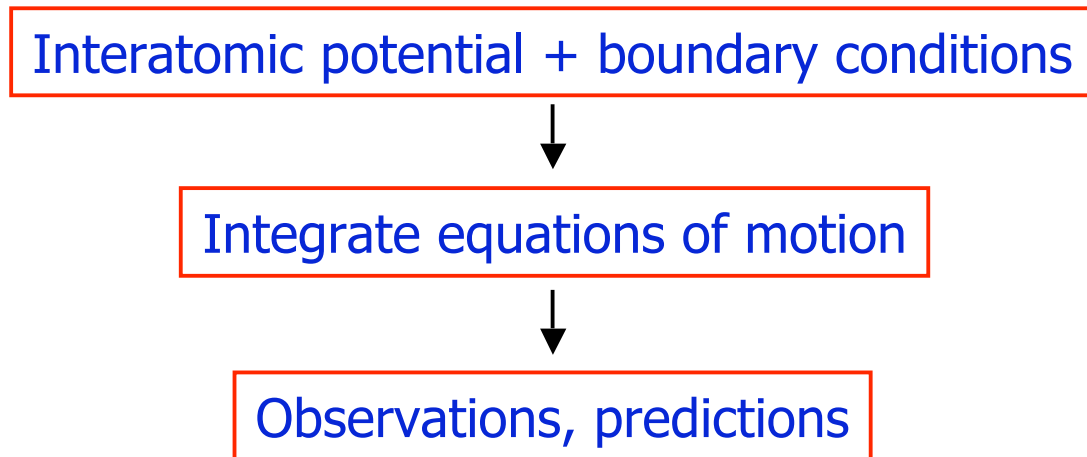 Interatomic potential + boundary conditions
Integrate equations of motion
Observations, predictions